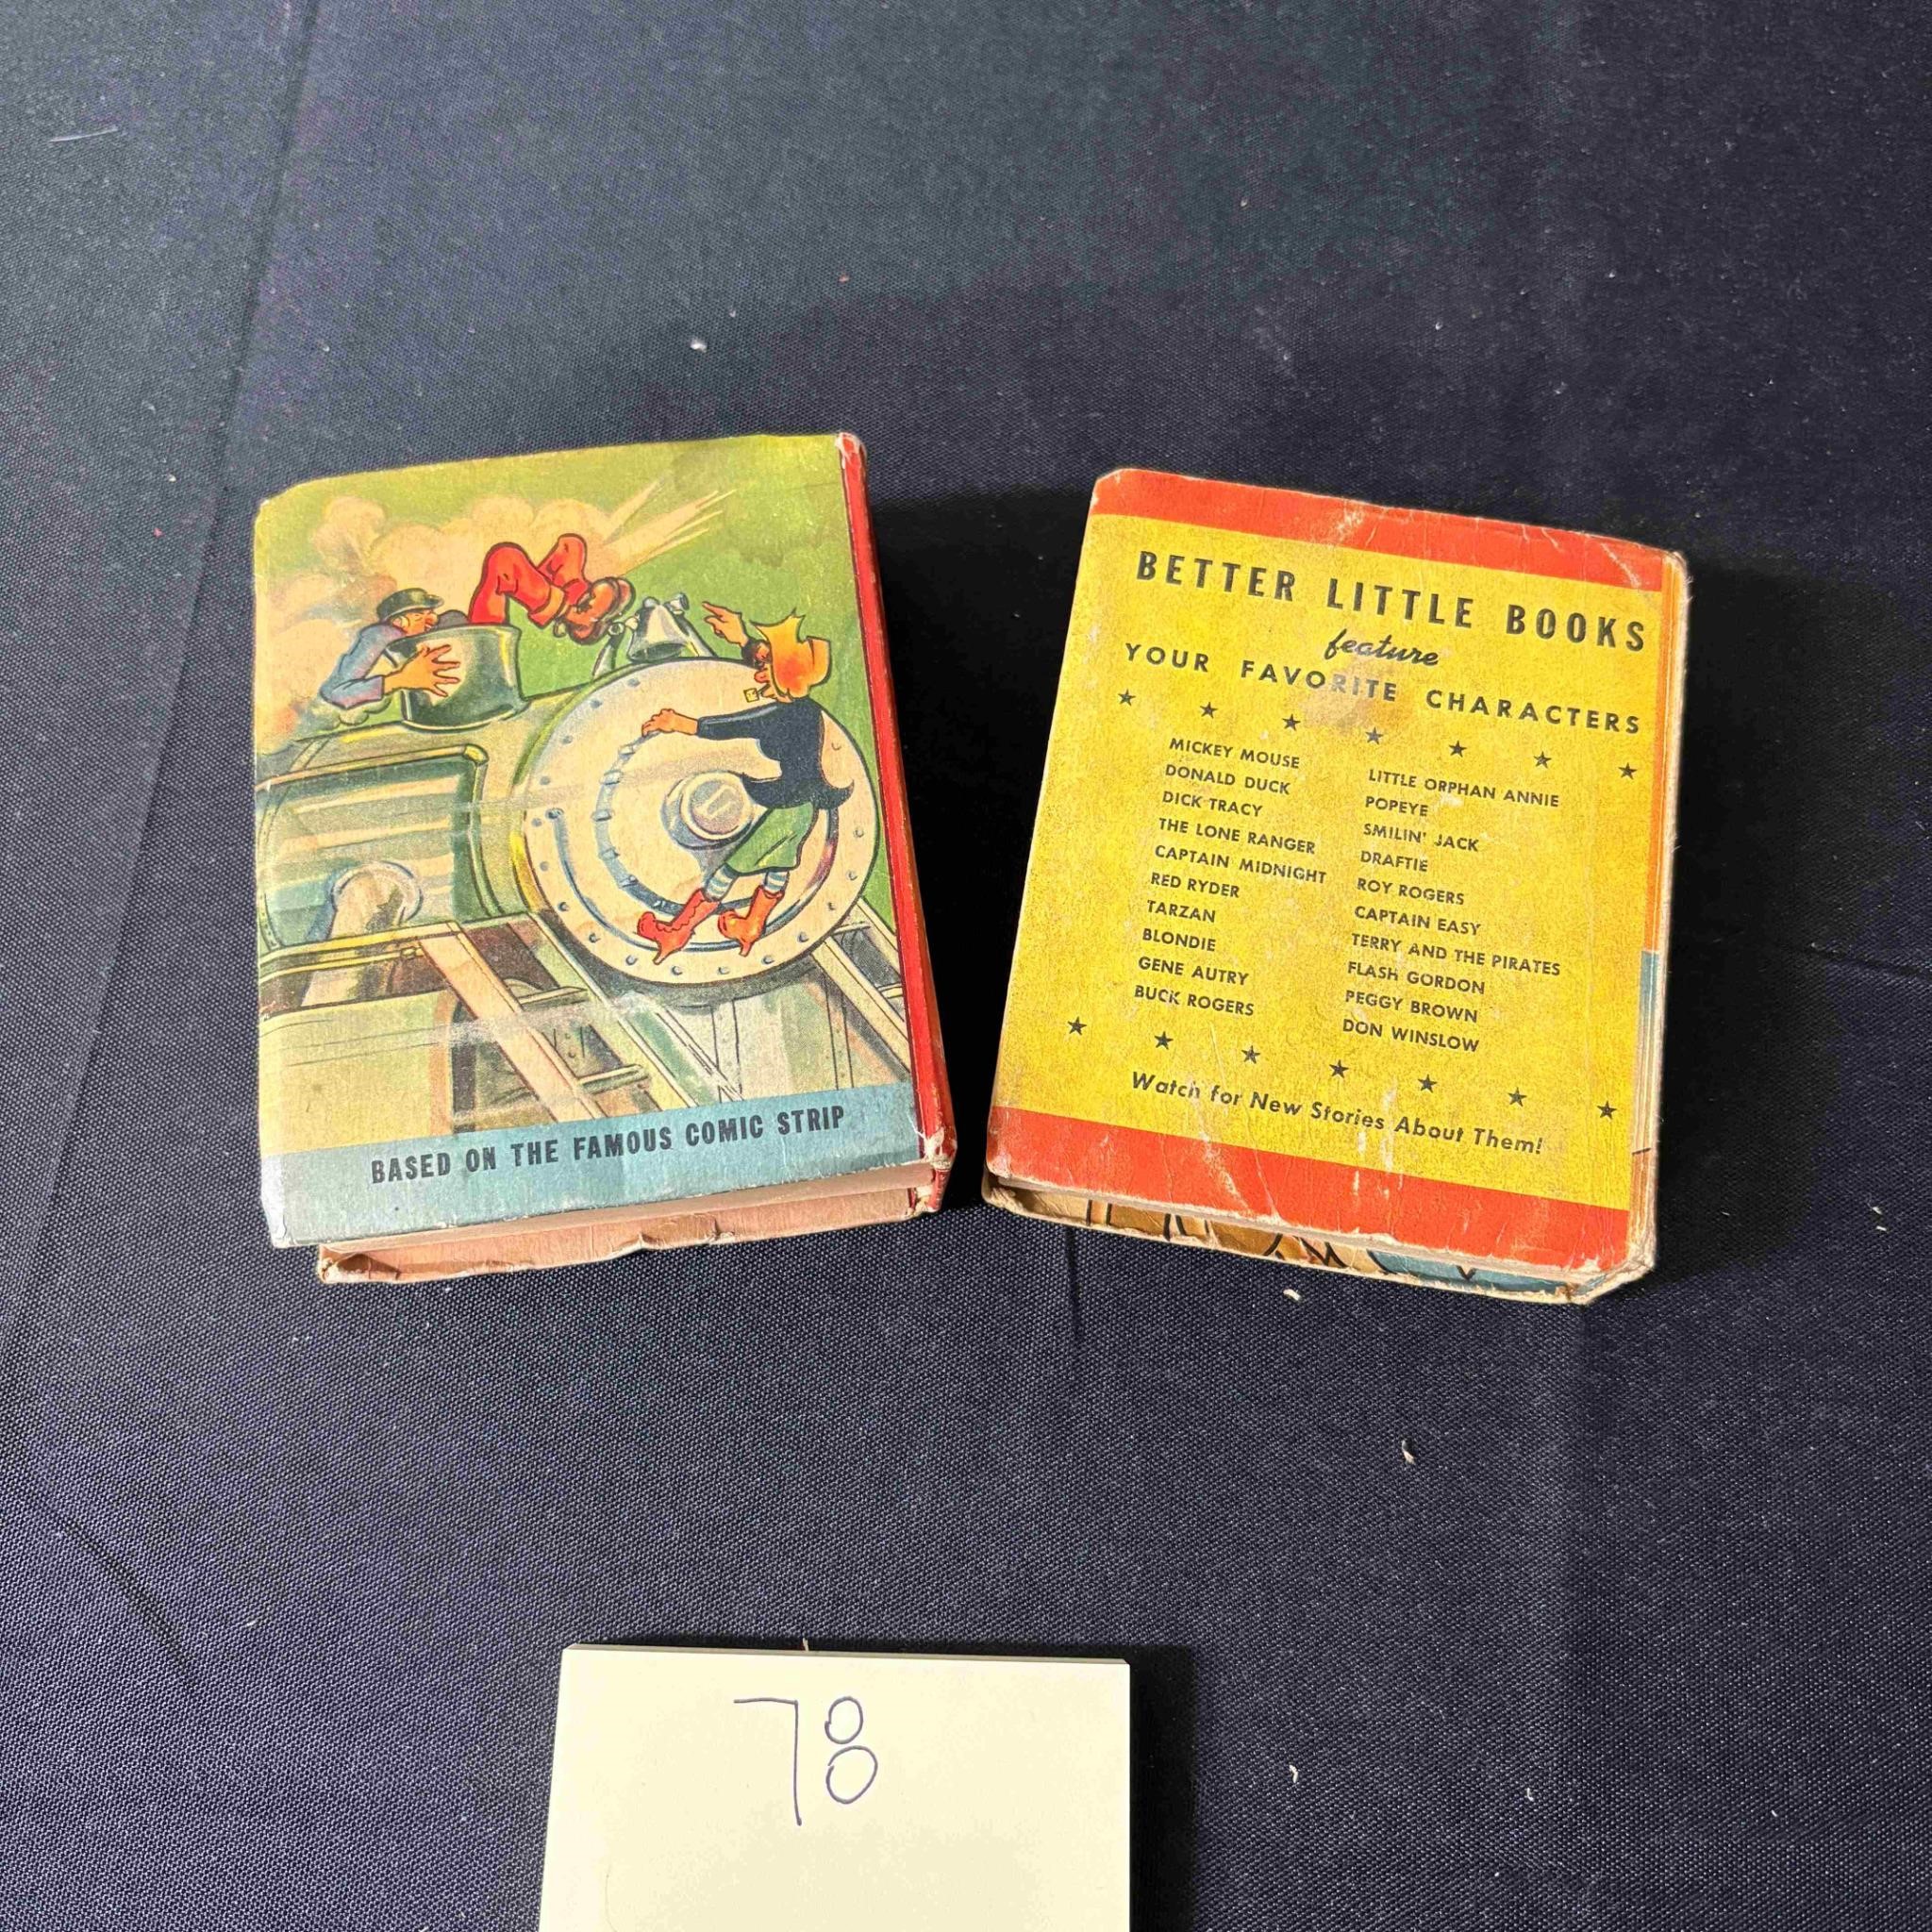 BASED ON THE FAMOUS COMIC STRIP
BETTER LITTLE BOOKS
feature
YOUR FAVORITE CHARACTERS
MICKEY MOUSE
DONALD DUCK
DICK TRACY
THE LONE RANGER
CAPTAIN MIDNIGHT
RED RYDER
TARZAN
BLONDIE
GENE AUTRY
BUCK ROGERS
LITTLE ORPHAN ANNIE
POPEYE
SMILIN' JACK
DRAFTIE
ROY ROGERS
CAPTAIN EASY
TERRY AND THE PIRATES
FLASH GORDON
PEGGY BROWN
DON WINSLOW
Watch for New Stories About Them!
78